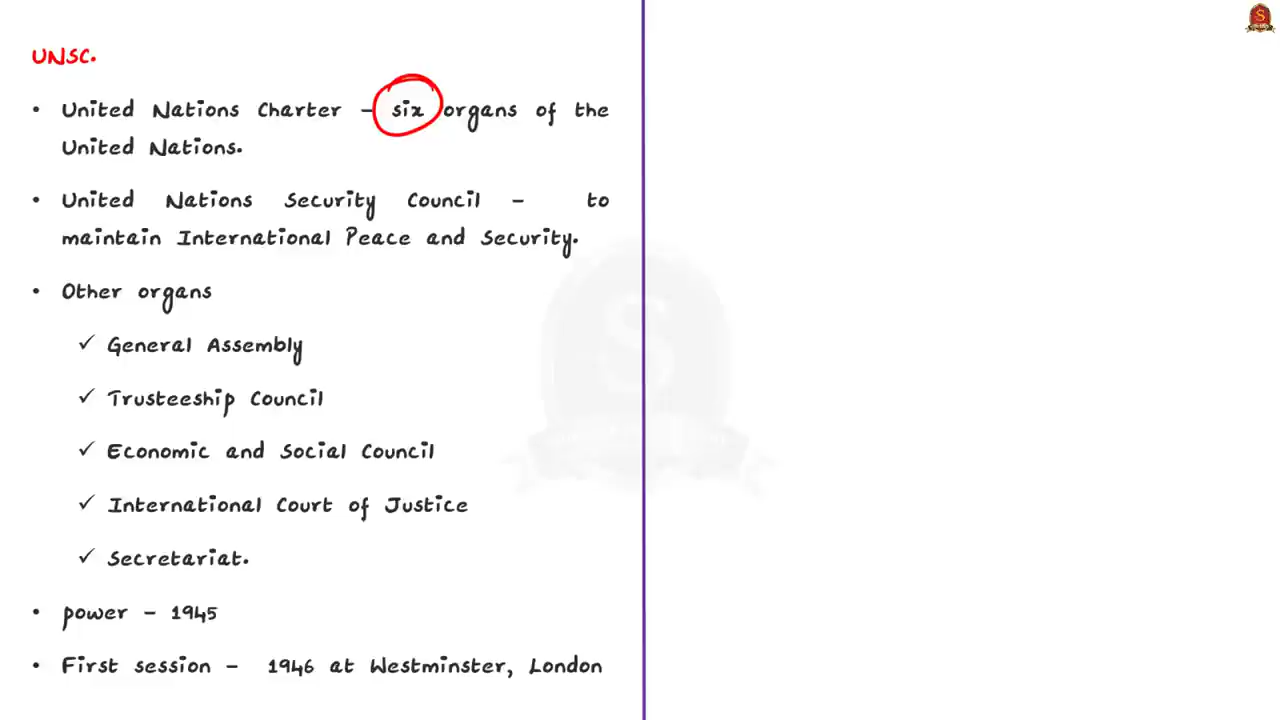 UNSC.
• United Nations Charter – six organs of the
United Nations.
• United Nations Security Council – to
maintain International Peace and Security.
• Other organs
✓ General Assembly
✓ Trusteeship Council
✓ Economic and Social Council
✓ International Court of Justice
✓ Secretariat.
• power – 1945
• First session – 1946 at Westminster, London
S
S